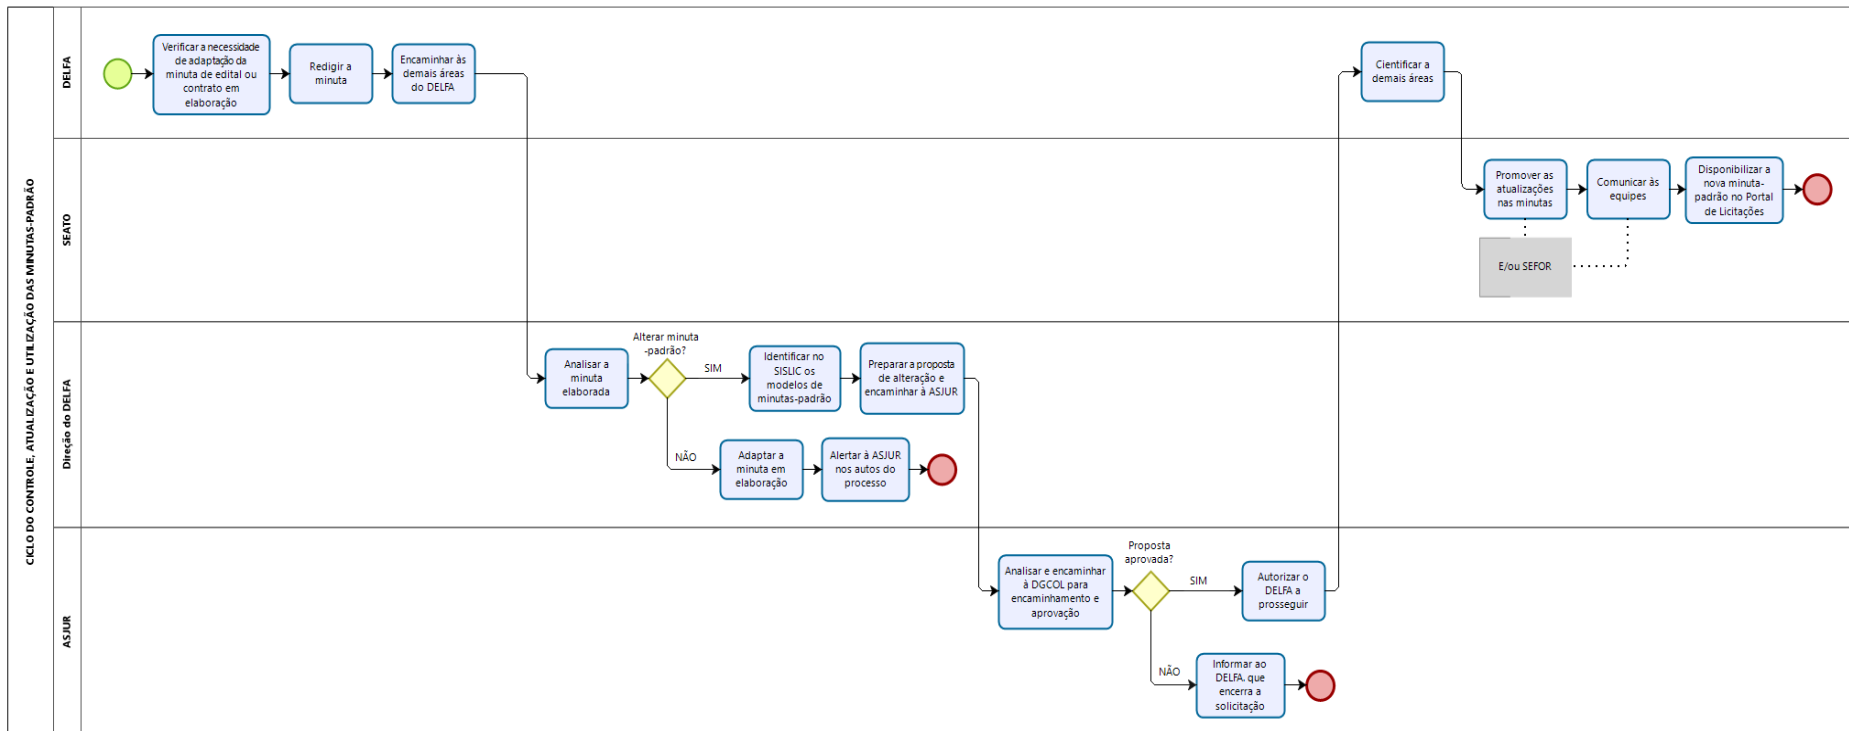 CICLO DO CONTROLE, ATUALIZAÇÃO E UTILIZAÇÃO DAS MINUTAS-PADRÃO
DELFA
Verificar a necessidade
de adaptação da
minuta de edital ou
contrato em
elaboração
Redigir a
minuta
Encaminhar às
demais áreas
do DELFA
Cientificar a
demais áreas
SEATO
Promover as
atualizações
nas minutas
Comunicar às
equipes
Disponibilizar a
nova minuta-
padrão no Portal
de Licitações
E/ou SEFOR
Direção do DELFA
Analisar a
minuta
elaborada
Alterar minuta
-padrão?
SIM
Identificar no
SISLIC os
modelos de
minutas-padrão
Preparar a proposta
de alteração e
encaminhar à ASJUR
NÃO
Adaptar a
minuta em
elaboração
Alertar à ASJUR
nos autos do
processo
ASJUR
Analisar e encaminhar
à DGCOL para
encaminhamento e
aprovação
Proposta
aprovada?
SIM
Autorizar o
DELFA a
prosseguir
NÃO
Informar ao
DELFA. que
encerra a
solicitação